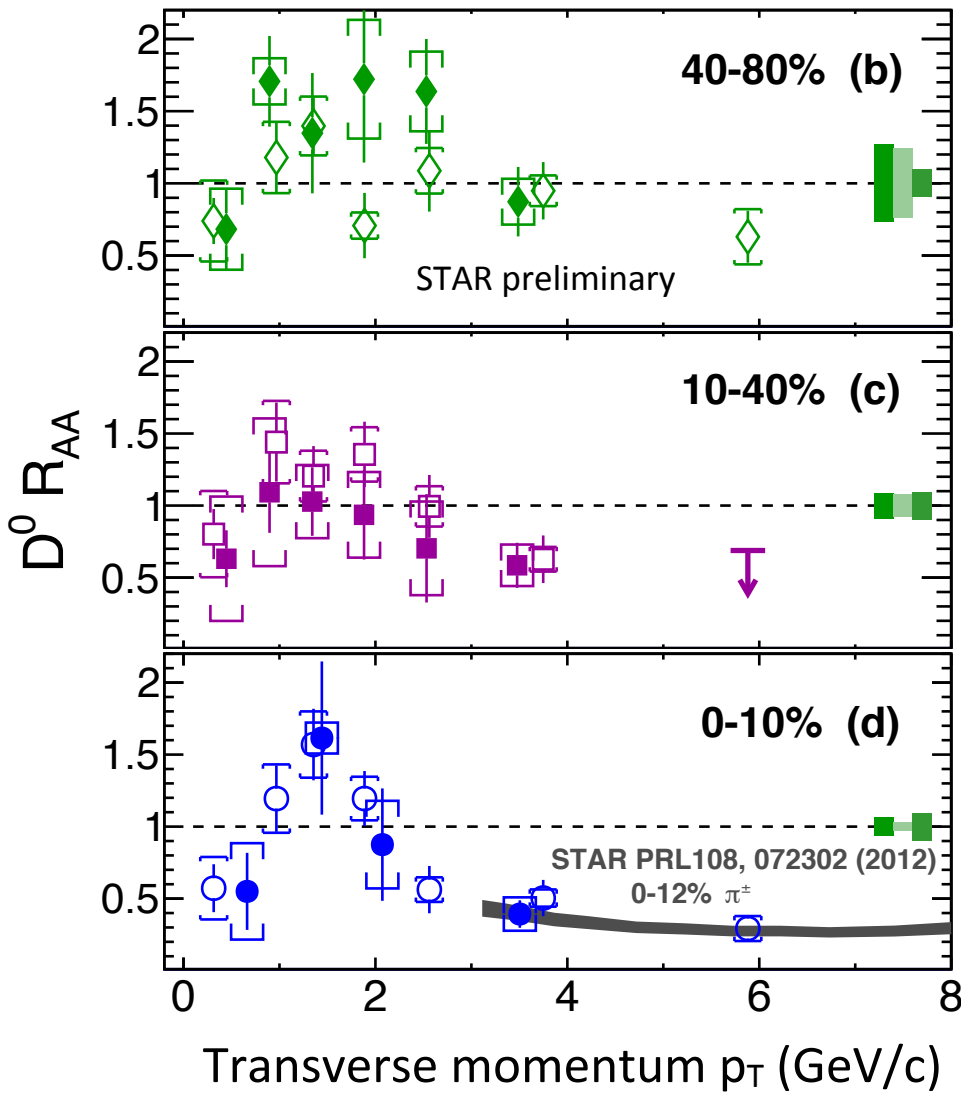 D⁰ R_AA
2
1.5
1
0.5
40-80% (b)
STAR preliminary
2
1.5
1
0.5
10-40% (c)
2
1.5
1
0.5
0-10% (d)
STAR PRL108, 072302 (2012)
0-12% π±
0 2 4 6 8
Transverse momentum p_T (GeV/c)